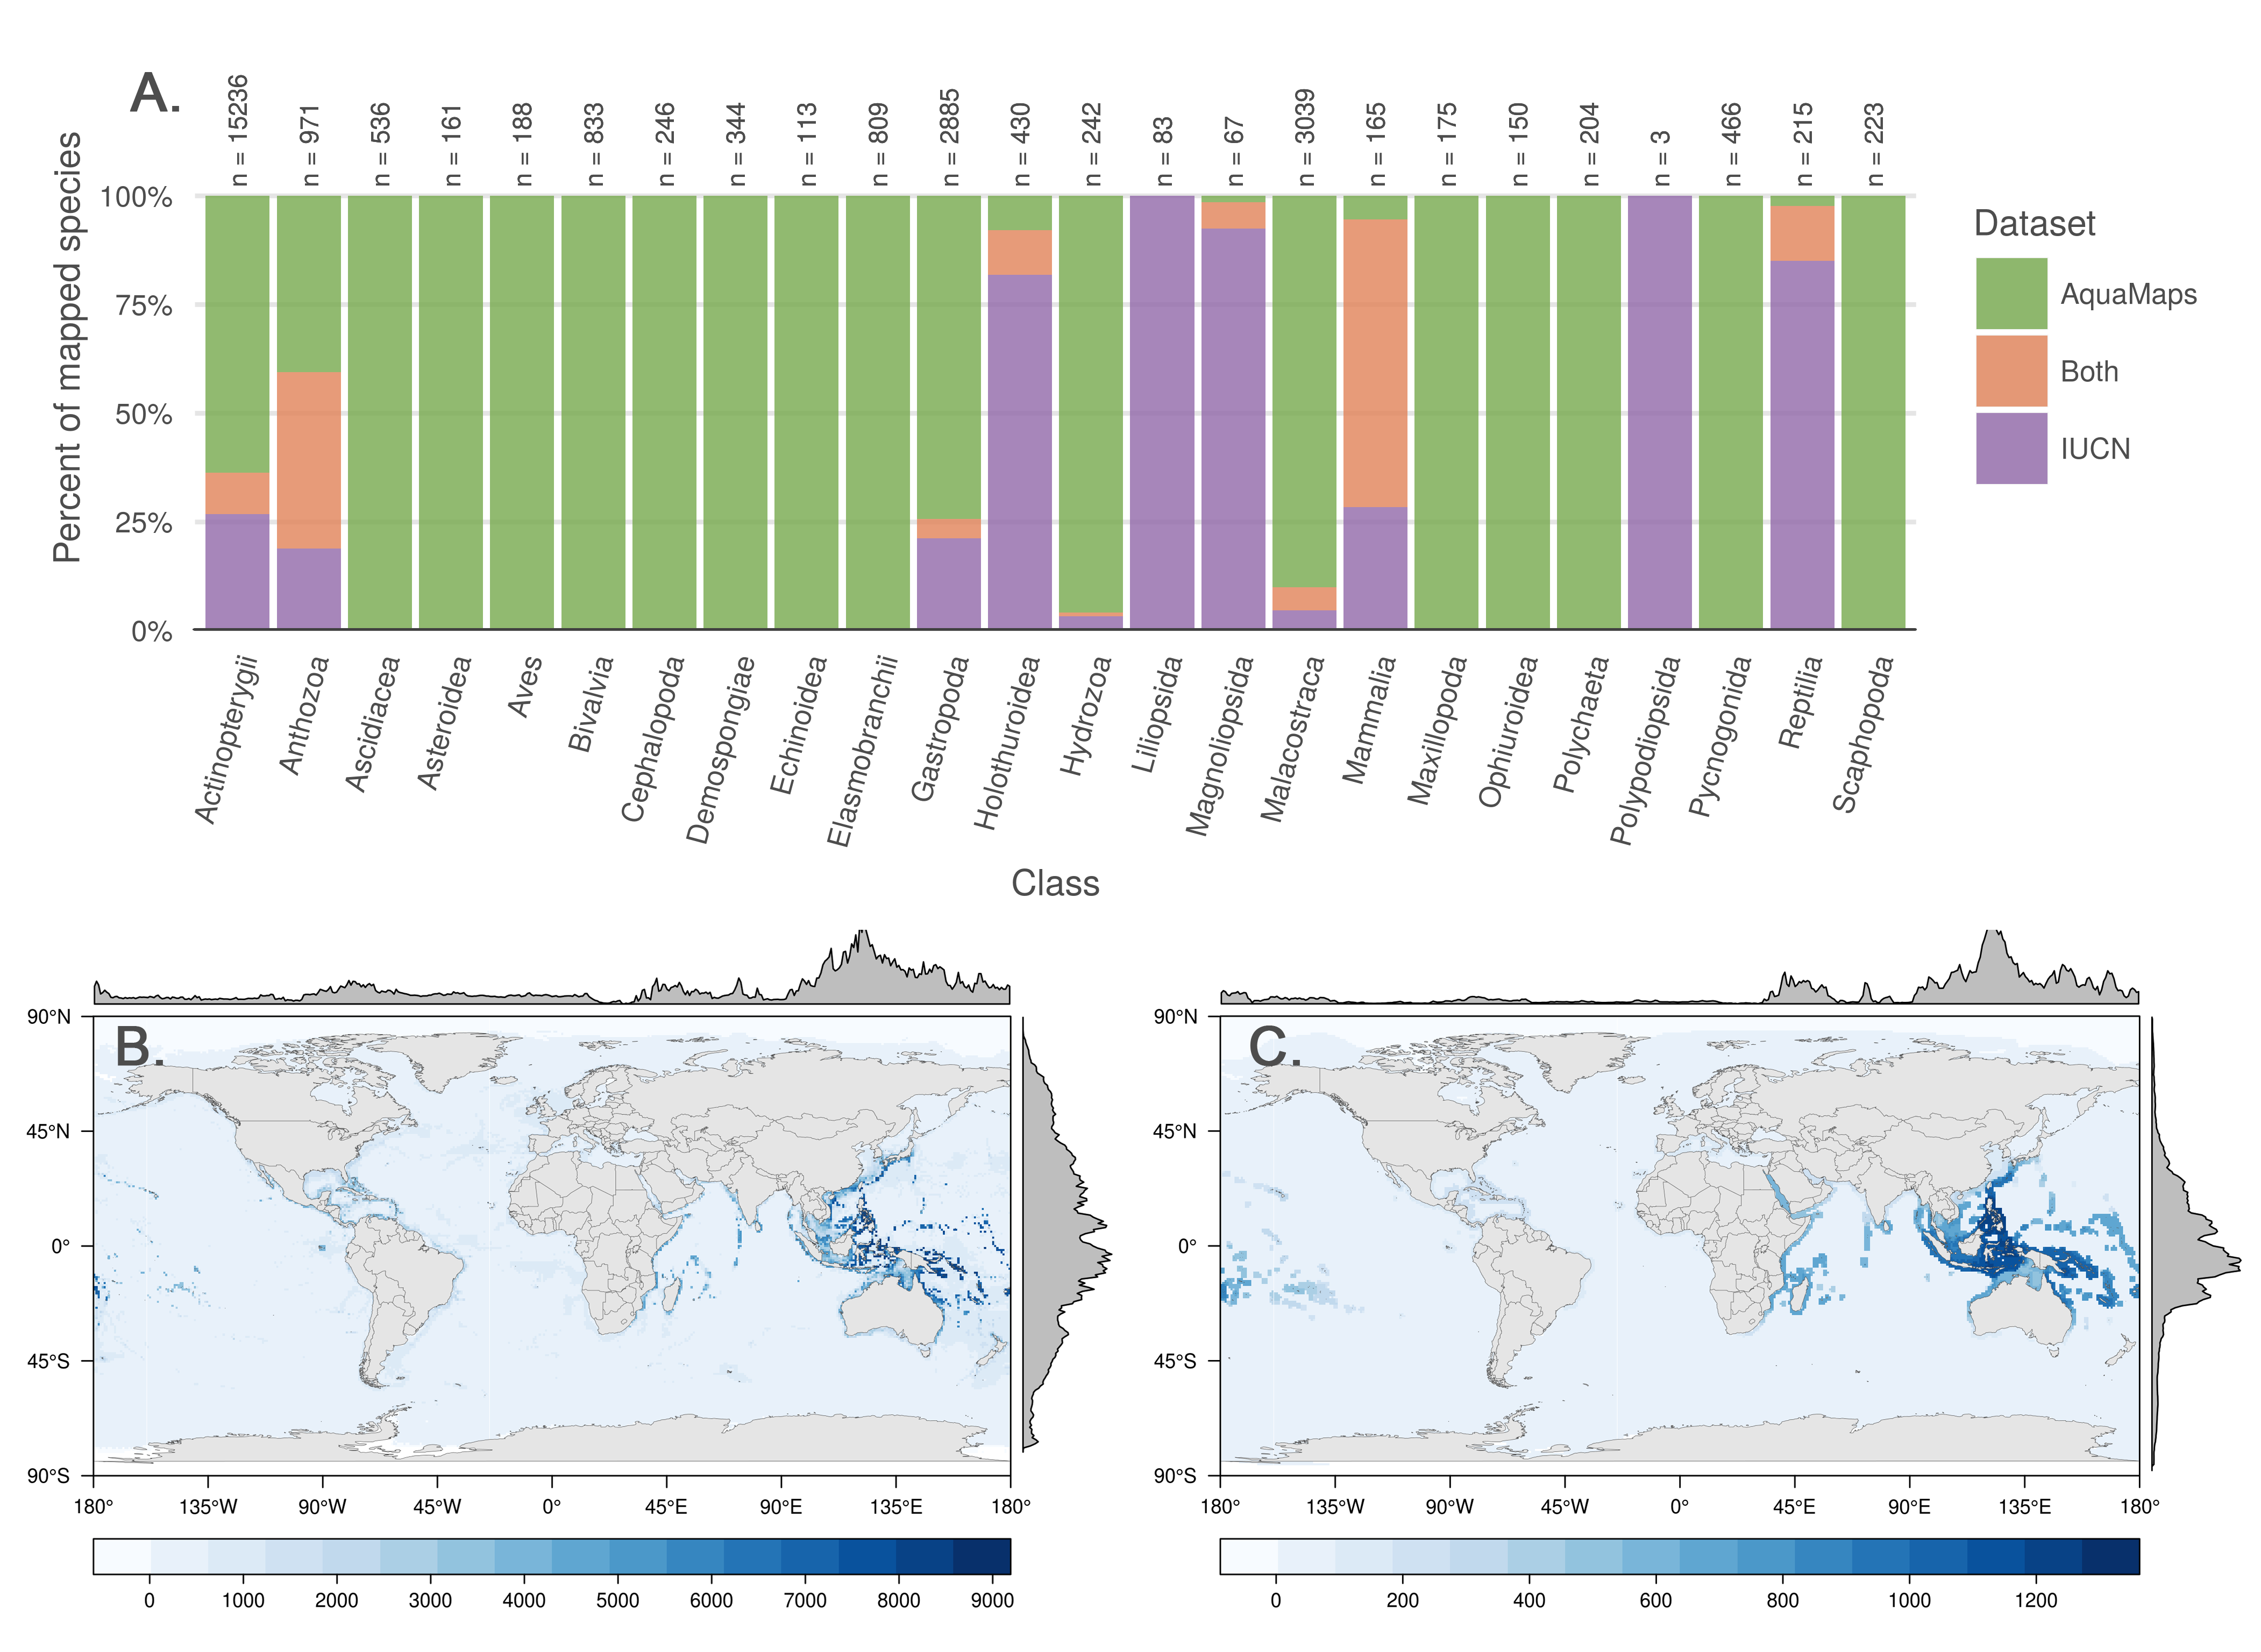 A.
n = 15236
n = 971
n = 536
n = 161
n = 188
n = 833
n = 246
n = 344
n = 113
n = 809
n = 2885
n = 430
n = 242
n = 83
n = 67
n = 3039
n = 165
n = 175
n = 150
n = 204
n = 3
n = 466
n = 215
n = 223
Percent of mapped species
100%
75%
50%
25%
0%
Dataset
AquaMaps
Both
IUCN
Actinopterygii
Anthozoa
Ascidiacea
Asteroidea
Aves
Bivalvia
Cephalopoda
Demospongiae
Echinoidea
Elasmobranchii
Gastropoda
Holothuroidea
Hydrozoa
Liliopsida
Magnoliopsida
Malacostraca
Mammalia
Maxillopoda
Ophiuroidea
Polychaeta
Polypodiopsida
Pycnogonida
Reptilia
Scaphopoda
Class
B.
90°N
45°N
0°
45°S
90°S
180° 135°W 90°W 45°W 0° 45°E 90°E 135°E 180°
0 1000 2000 3000 4000 5000 6000 7000 8000 9000
C.
90°N
45°N
0°
45°S
90°S
180° 135°W 90°W 45°W 0° 45°E 90°E 135°E 180°
0 200 400 600 800 1000 1200